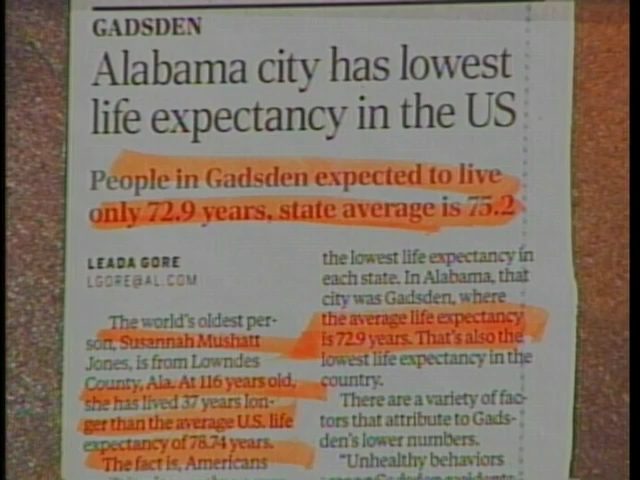 GADSDEN
Alabama city has lowest
life expectancy in the US
People in Gadsden expected to live
only 72.9 years, state average is 75.2
LEADA GORE
LGORE@AL.COM
The world's oldest per-
son, Susannah Mushatt
Jones, is from Lowndes
County, Ala. At 116 years old,
she has lived 37 years lon-
ger than the average U.S. life
expectancy of 78.74 years.
The fact is, Americans
the lowest life expectancy in
each state. In Alabama, that
city was Gadsden, where
the average life expectancy
is 72.9 years. That's also the
lowest life expectancy in the
country.
There are a variety of fac-
tors that attribute to Gads-
den's lower numbers.
"Unhealthy behaviors